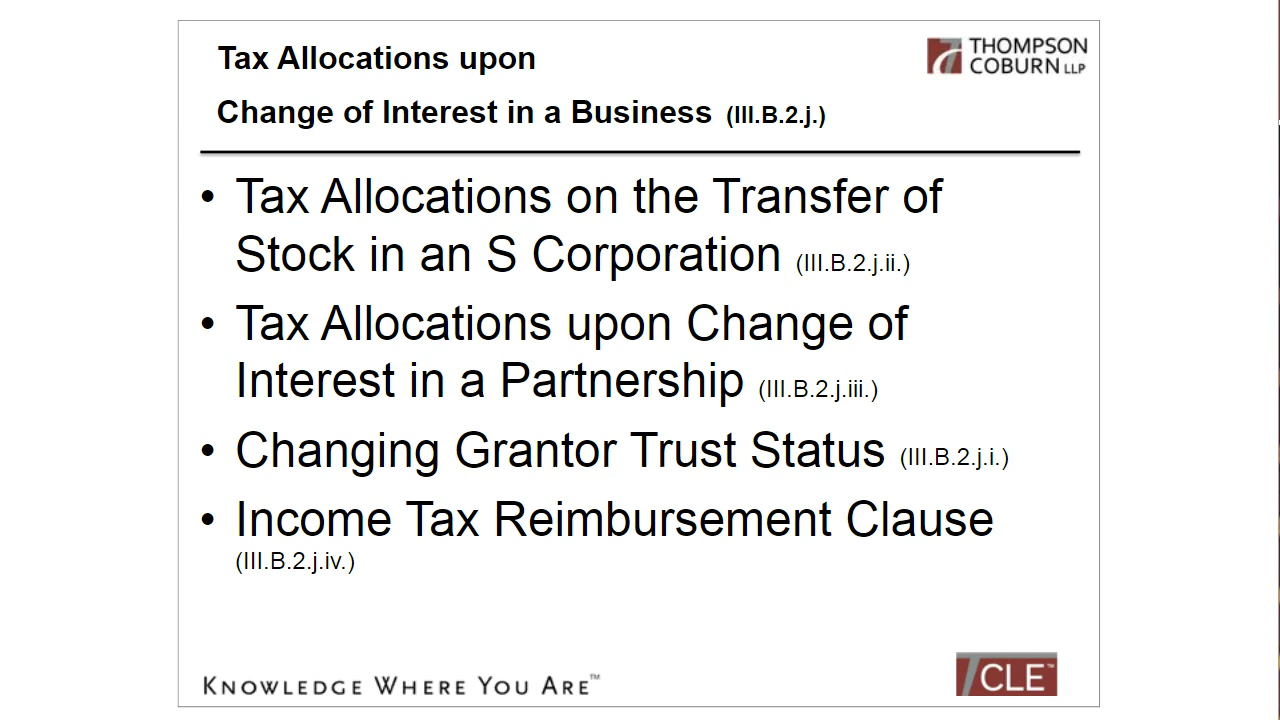 Tax Allocations upon
THOMPSON
COBURN LLP
Change of Interest in a Business (III.B.2.j.)
• Tax Allocations on the Transfer of
Stock in an S Corporation (III.B.2.j.ii.)
• Tax Allocations upon Change of
Interest in a Partnership (III.B.2.j.iii.)
• Changing Grantor Trust Status (III.B.2.j.i.)
• Income Tax Reimbursement Clause
(III.B.2.j.iv.)
KNOWLEDGE WHERE YOU ARE™
CLE™